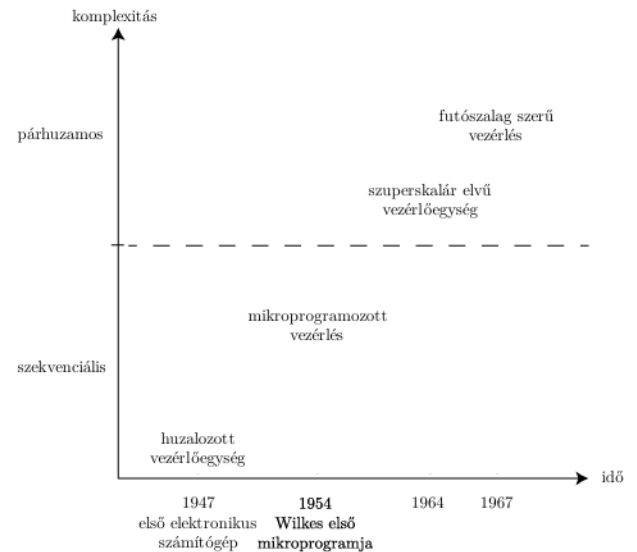 komplexitás
párhuzamos
futószalag szerű
vezérlés
szuperskalár elvű
vezérlőegység
mikroprogramozott
vezérlés
szekvenciális
huzalozott
vezérlőegység
idő
1947
első elektronikus
számítógép
1954
Wilkes első
mikroprogramja
1964
1967